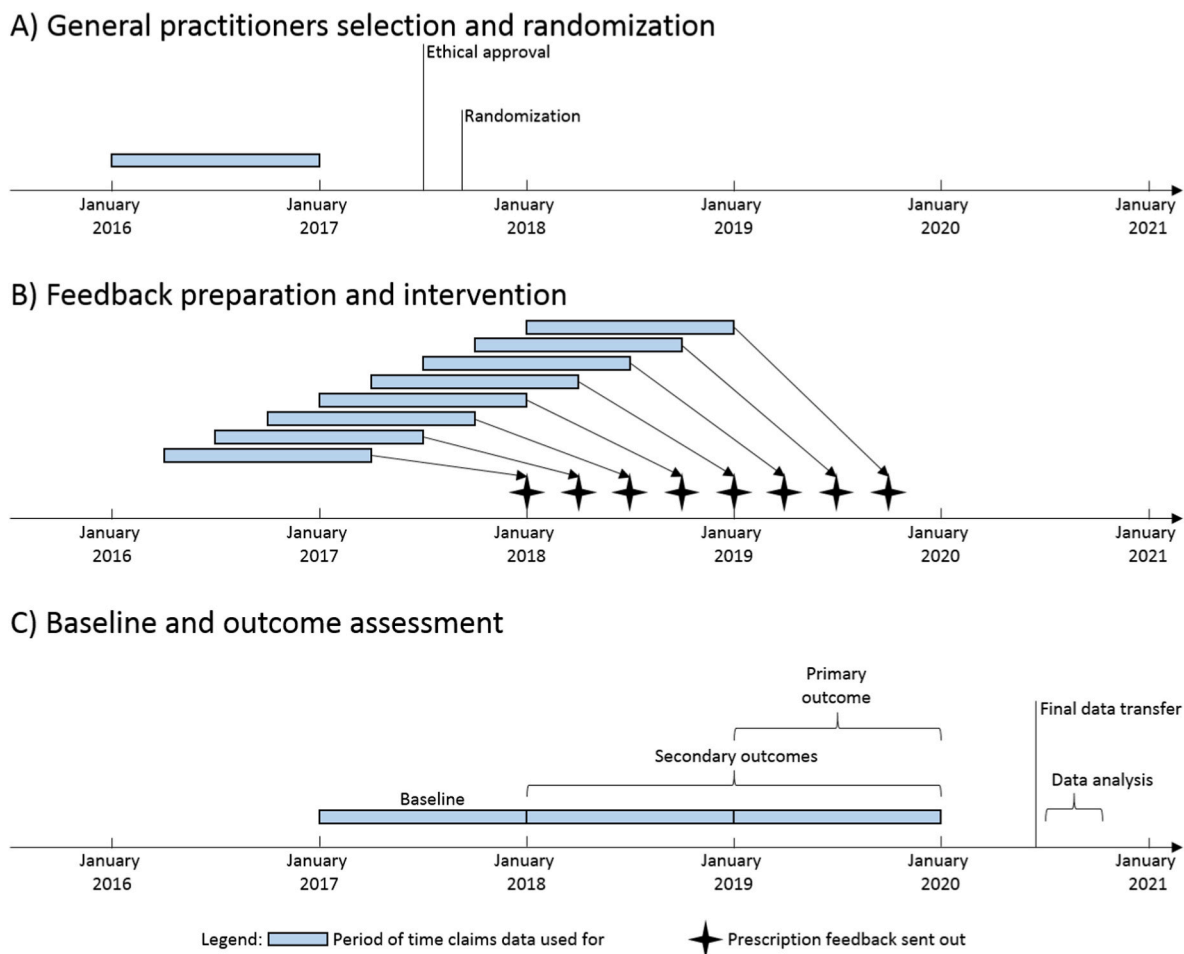 A) General practitioners selection and randomization
Ethical approval
Randomization
January January January January January January
2016 2017 2018 2019 2020 2021
B) Feedback preparation and intervention
January January January January January January
2016 2017 2018 2019 2020 2021
C) Baseline and outcome assessment
Primary
outcome
Final data transfer
Secondary outcomes
Data analysis
Baseline
January January January January January January
2016 2017 2018 2019 2020 2021
Legend: Period of time claims data used for Prescription feedback sent out